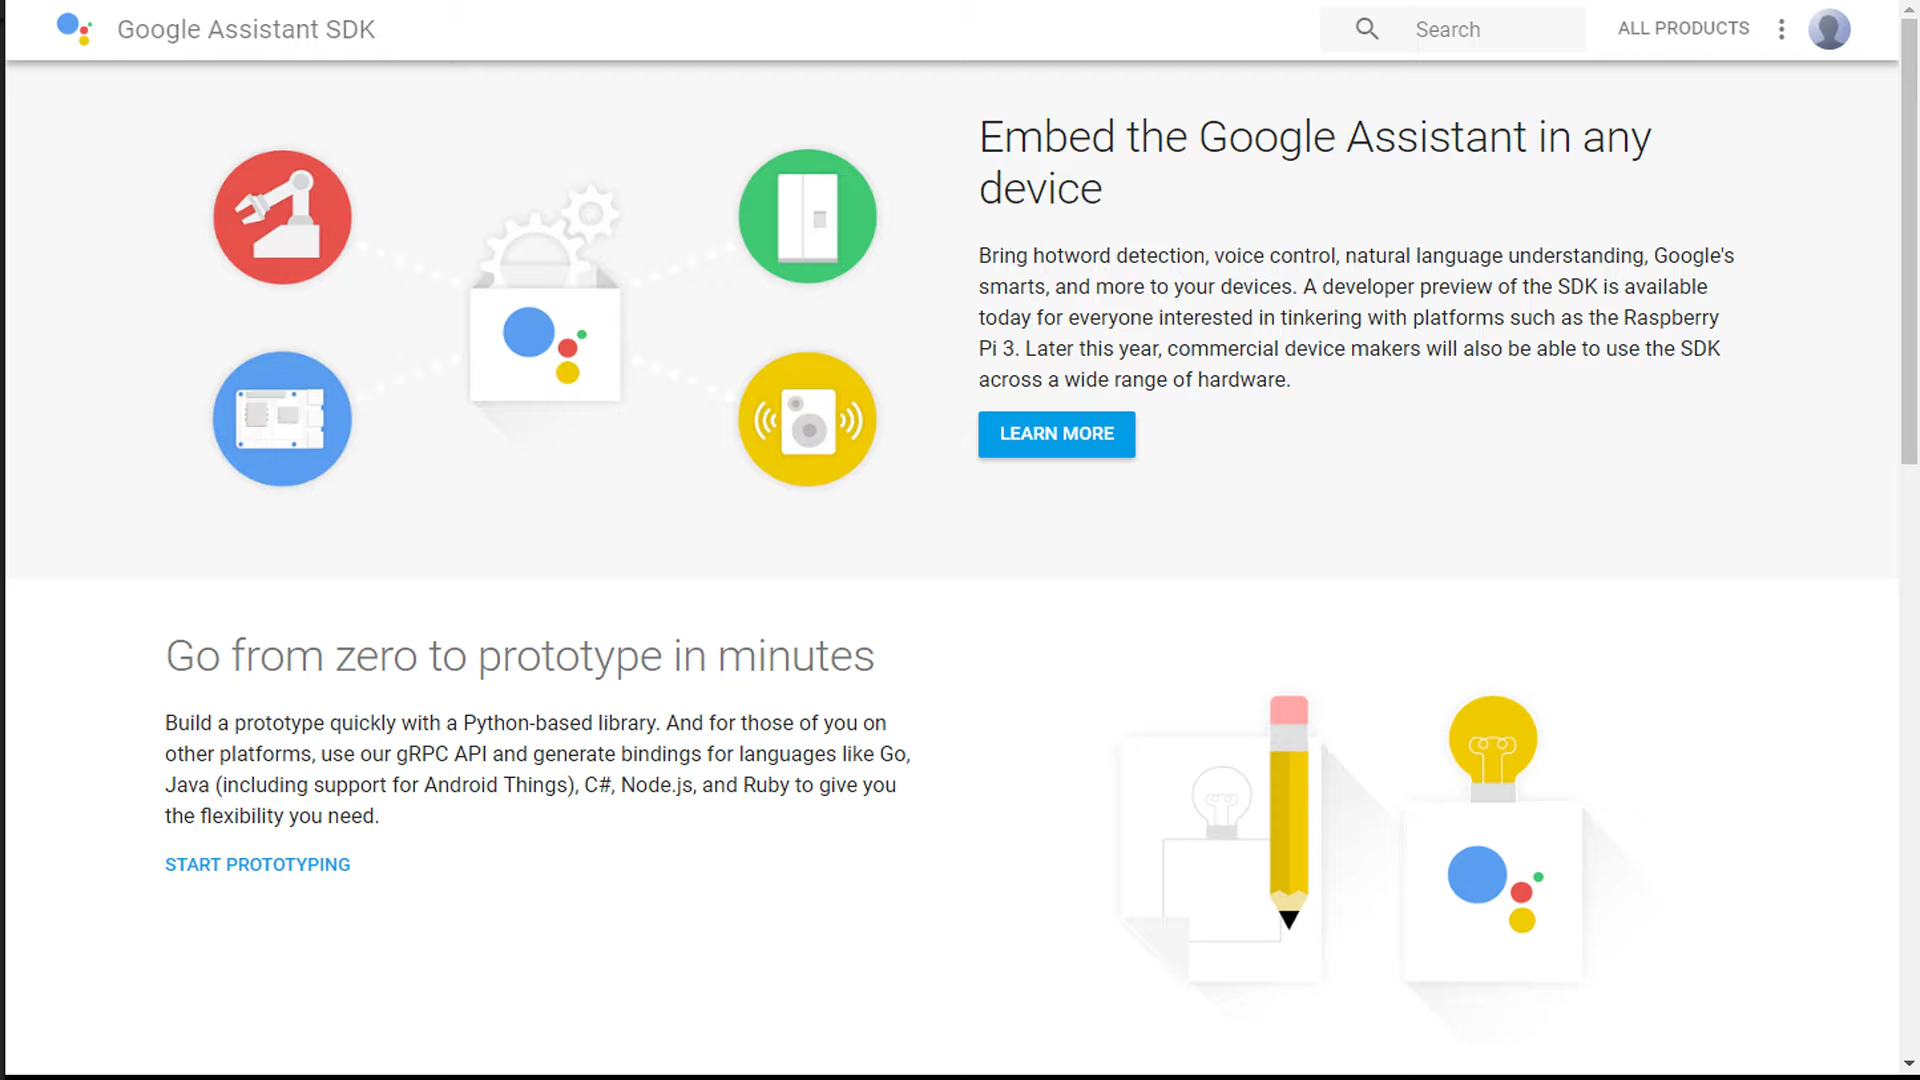 Google Assistant SDK
Search
ALL PRODUCTS
Embed the Google Assistant in any
device
Bring hotword detection, voice control, natural language understanding, Google's
smarts, and more to your devices. A developer preview of the SDK is available
today for everyone interested in tinkering with platforms such as the Raspberry
Pi 3. Later this year, commercial device makers will also be able to use the SDK
across a wide range of hardware.
LEARN MORE
Go from zero to prototype in minutes
Build a prototype quickly with a Python-based library. And for those of you on
other platforms, use our gRPC API and generate bindings for languages like Go,
Java (including support for Android Things), C#, Node.js, and Ruby to give you
the flexibility you need.
START PROTOTYPING